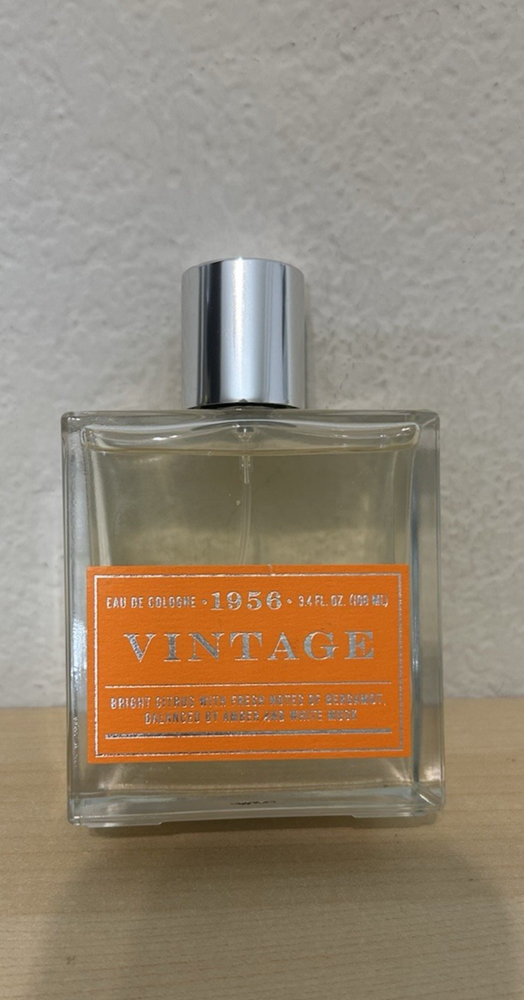 EAU DE COLOGNE • 1956 • 3.4 FL. OZ. (100 ML)
VINTAGE
BRIGHT CITRUS WITH FRESH NOTES OF BERGAMOT,
BALANCED BY AMBER AND WHITE MUSK